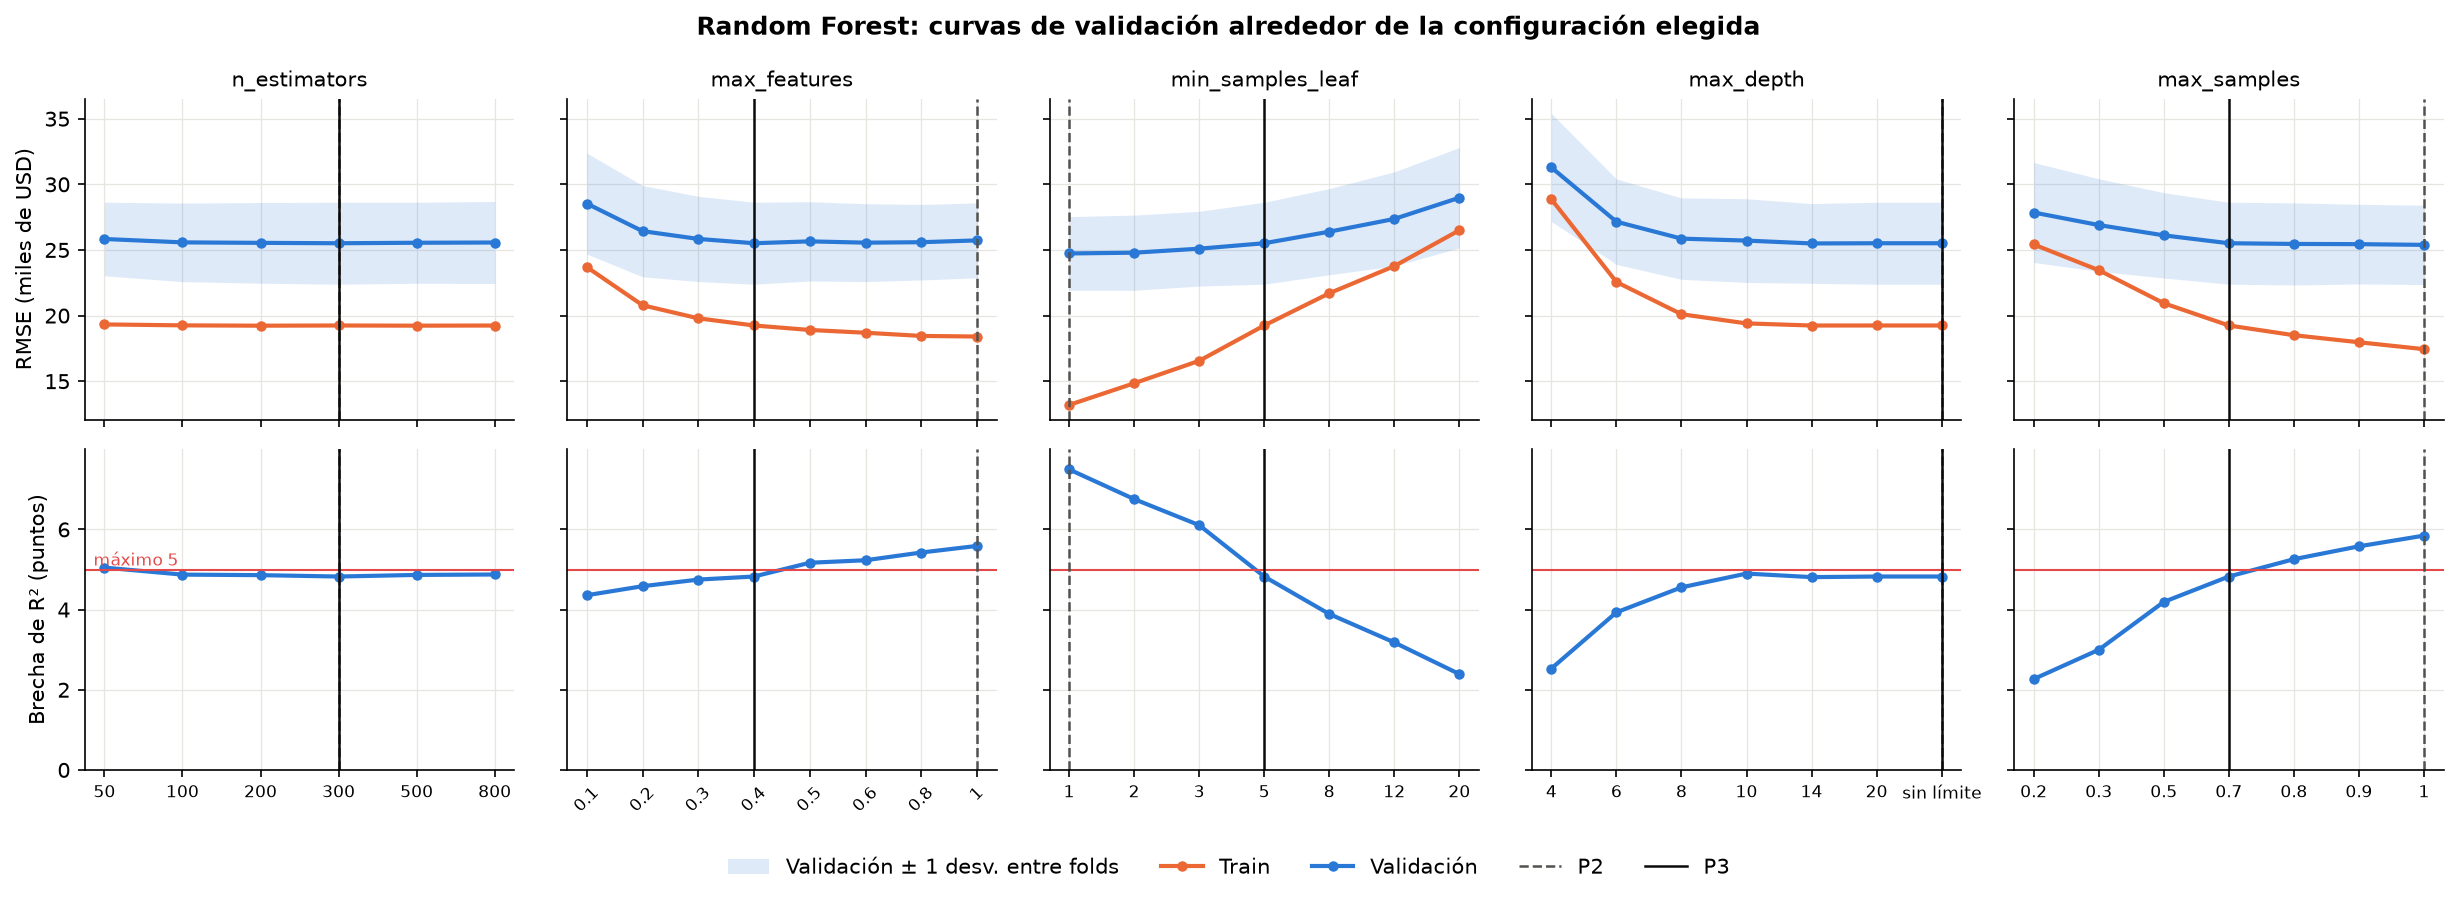 Random Forest: curvas de validación alrededor de la configuración elegida
n_estimators
max_features
min_samples_leaf
max_depth
max_samples
RMSE (miles de USD)
35
30
25
20
15
Brecha de R² (puntos)
6
4
2
0
máximo 5
50 100 200 300 500 800
0.1 0.2 0.3 0.4 0.5 0.6 0.8 1
1 2 3 5 8 12 20
4 6 8 10 14 20 sin límite
0.2 0.3 0.5 0.7 0.8 0.9 1
Validación ± 1 desv. entre folds Train Validación P2 P3